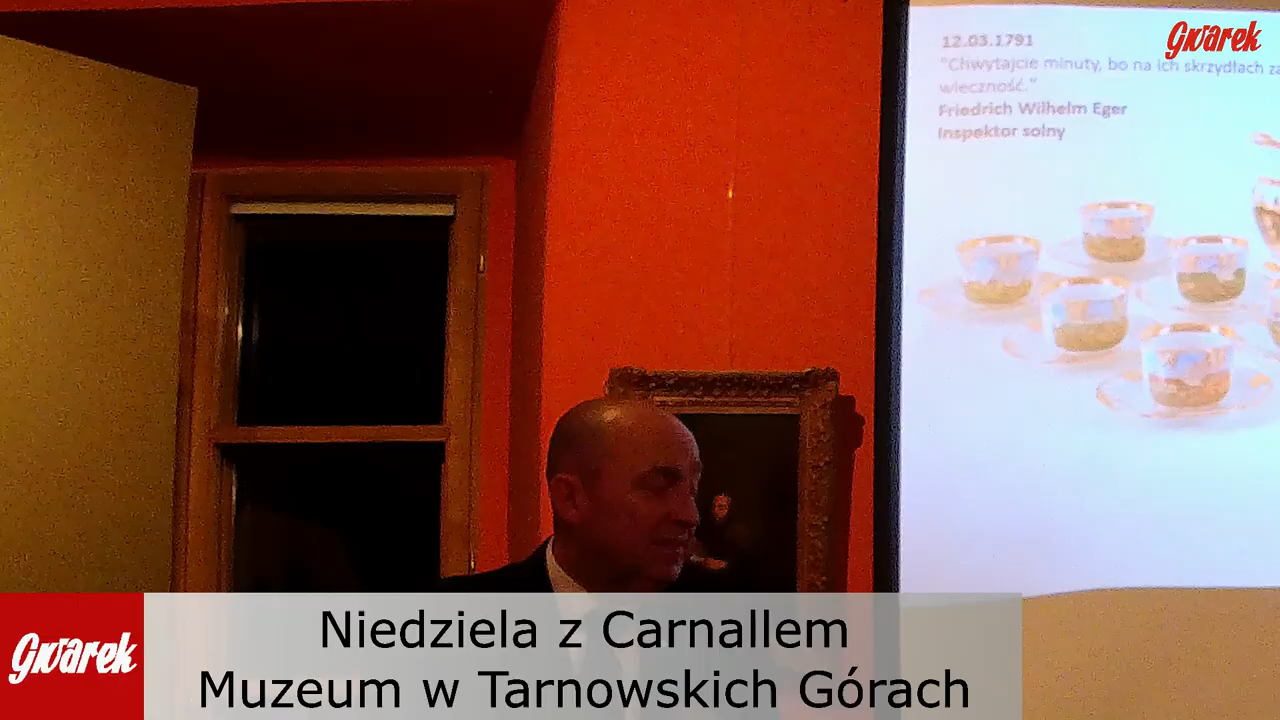 Gwarek
12.03.1791
"Chwytajcie minuty, bo na ich skrzydłach za
wieczność."
Friedrich Wilhelm Eger
Inspektor solny
Gwarek
Niedziela z Carnallem
Muzeum w Tarnowskich Górach